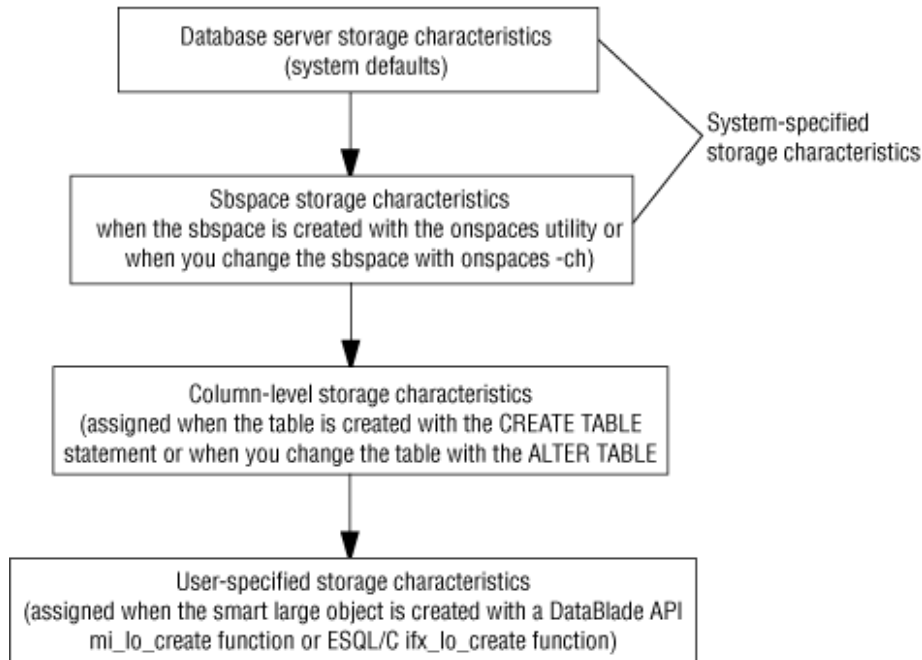 Database server storage characteristics
(system defaults)
System-specified
storage characteristics
Sbspace storage characteristics
when the sbspace is created with the onspaces utility or
when you change the sbspace with onspaces -ch)
Column-level storage characteristics
(assigned when the table is created with the CREATE TABLE
statement or when you change the table with the ALTER TABLE
User-specified storage characteristics
(assigned when the smart large object is created with a DataBlade API
mi_lo_create function or ESQL/C ifx_lo_create function)